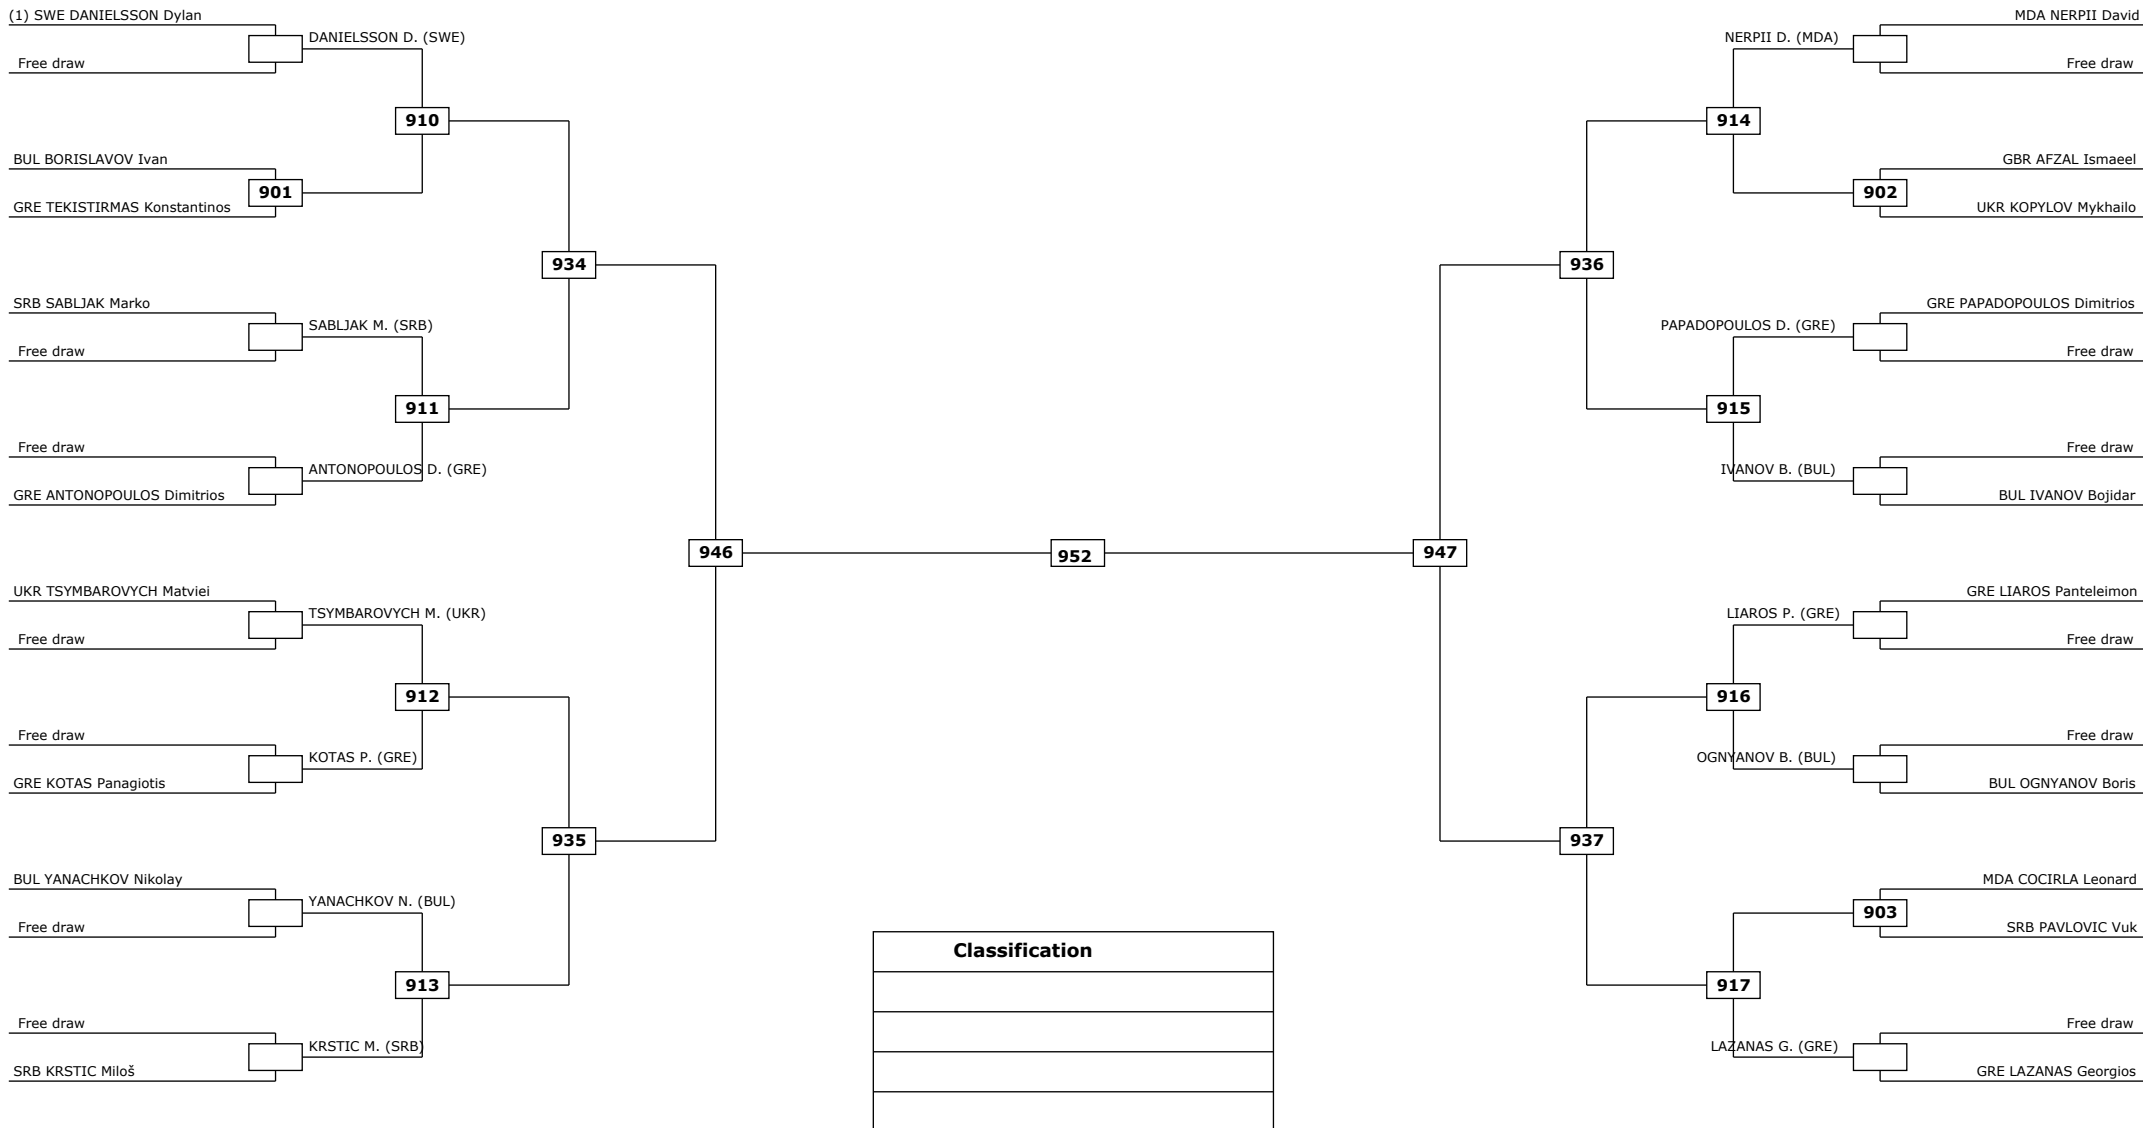 (1) SWE DANIELSSON Dylan
DANIELSSON D. (SWE)
Free draw
910
BUL BORISLAVOV Ivan
901
GRE TEKISTIRMAS Konstantinos
934
SRB SABLJAK Marko
SABLJAK M. (SRB)
Free draw
911
Free draw
ANTONOPOULOS D. (GRE)
GRE ANTONOPOULOS Dimitrios
946
UKR TSYMBAROVYCH Matviei
TSYMBAROVYCH M. (UKR)
Free draw
912
Free draw
KOTAS P. (GRE)
GRE KOTAS Panagiotis
935
BUL YANACHKOV Nikolay
YANACHKOV N. (BUL)
Free draw
913
Free draw
KRSTIC M. (SRB)
SRB KRSTIC Miloš
952
MDA NERPII David
NERPII D. (MDA)
Free draw
914
GBR AFZAL Ismaeel
902
UKR KOPYLOV Mykhailo
936
GRE PAPADOPOULOS Dimitrios
PAPADOPOULOS D. (GRE)
Free draw
915
Free draw
IVANOV B. (BUL)
BUL IVANOV Bojidar
947
GRE LIAROS Panteleimon
LIAROS P. (GRE)
Free draw
916
Free draw
OGNYANOV B. (BUL)
BUL OGNYANOV Boris
937
MDA COCIRLA Leonard
903
SRB PAVLOVIC Vuk
917
Free draw
LAZANAS G. (GRE)
GRE LAZANAS Georgios
Classification